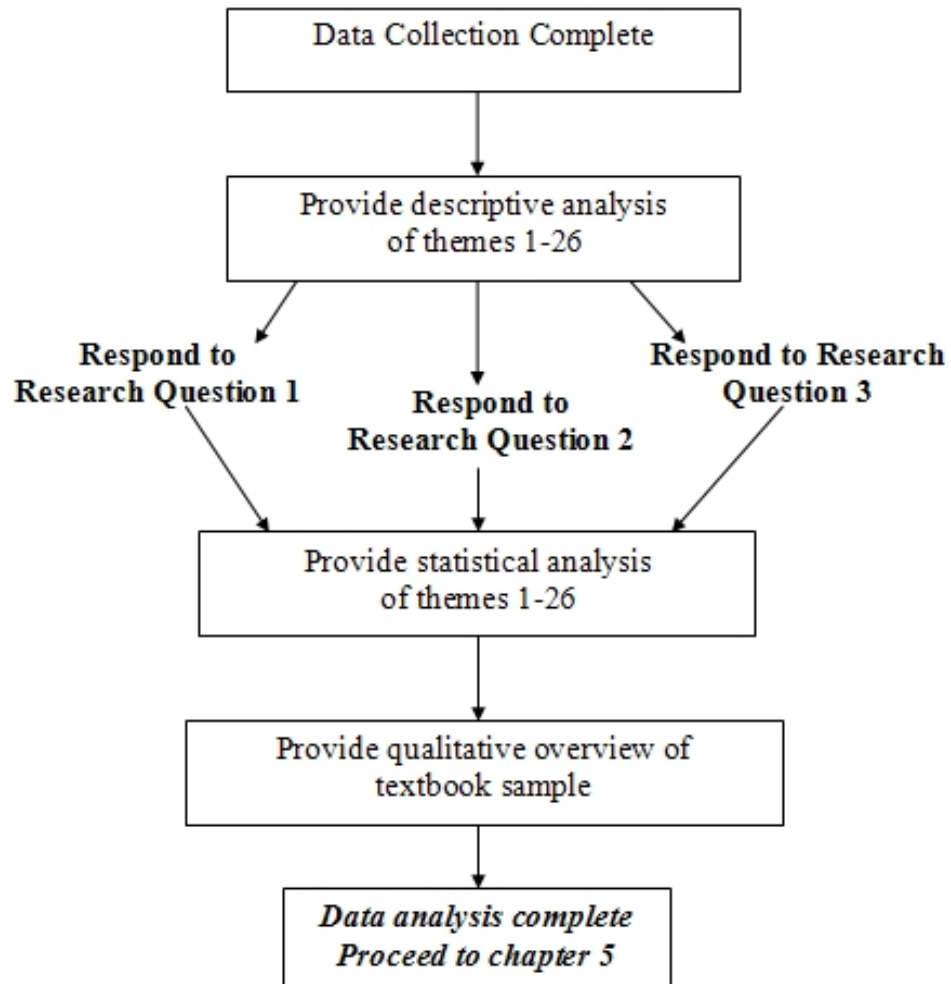 Data Collection Complete
Provide descriptive analysis
of themes 1-26
Respond to
Research Question 1
Respond to
Research Question 2
Respond to Research
Question 3
Provide statistical analysis
of themes 1-26
Provide qualitative overview of
textbook sample
Data analysis complete
Proceed to chapter 5